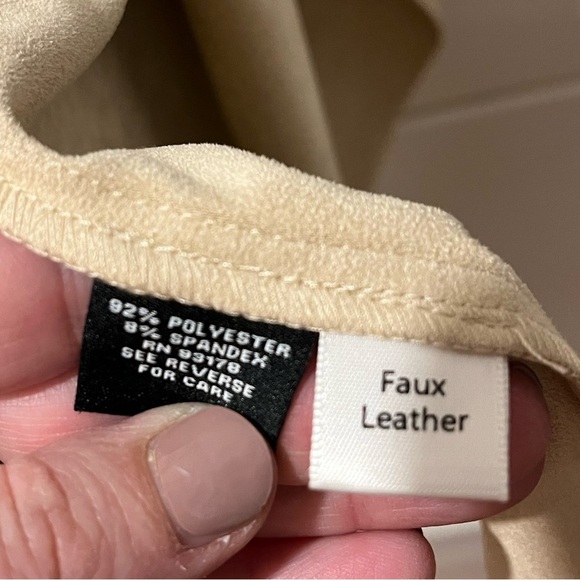 92% POLYESTER
8% SPANDEX
RN 93178
SEE REVERSE
FOR CARE
Faux
Leather